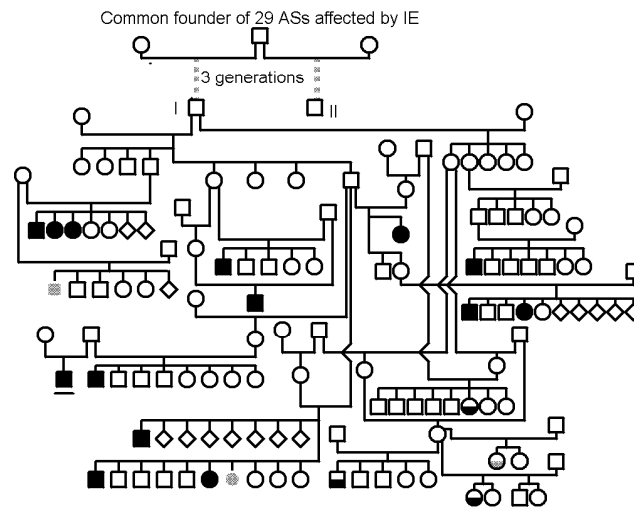 Common founder of 29 ASs affected by IE
3 generations
I
II